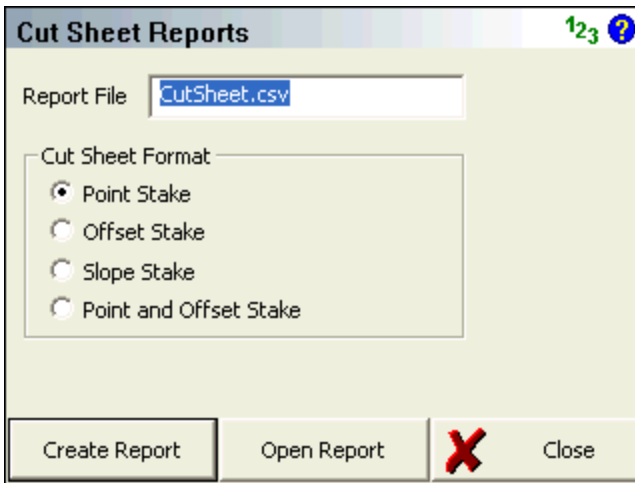 Cut Sheet Reports
123 ?
Report File CutSheet.csv
Cut Sheet Format
Point Stake
Offset Stake
Slope Stake
Point and Offset Stake
Create Report Open Report Close